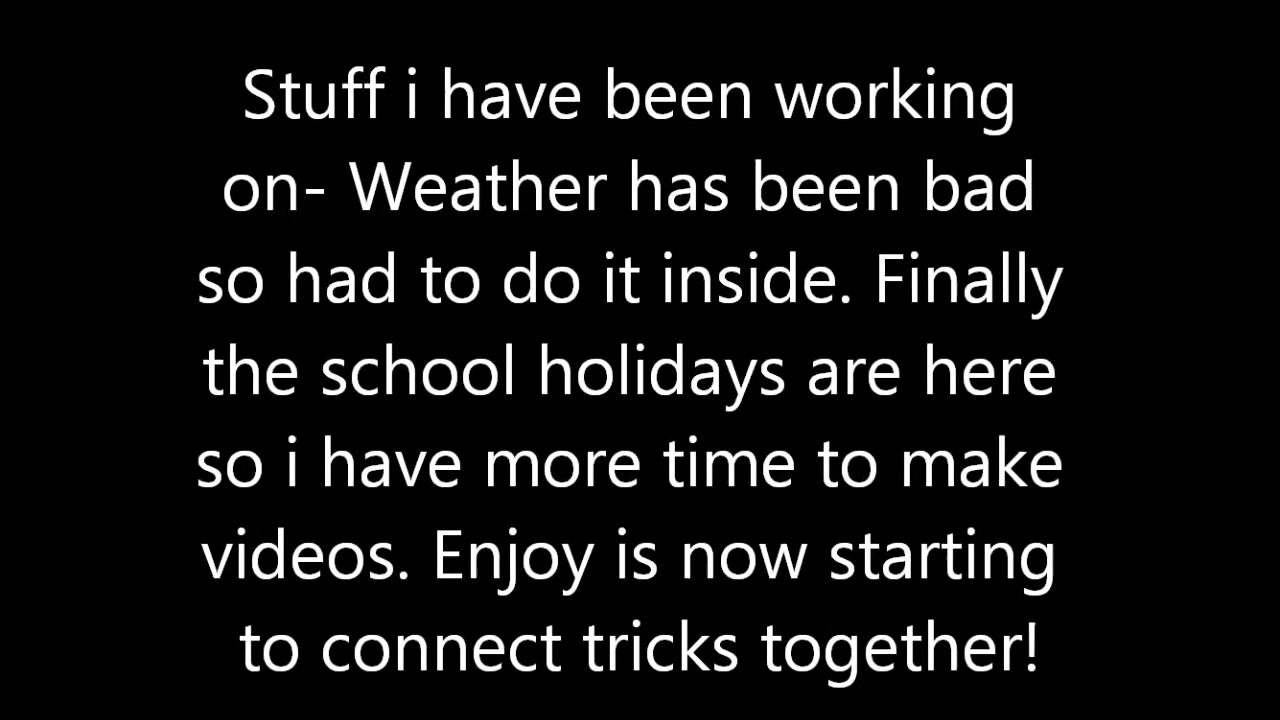 Stuff i have been working
on- Weather has been bad
so had to do it inside. Finally
the school holidays are here
so i have more time to make
videos. Enjoy is now starting
to connect tricks together!